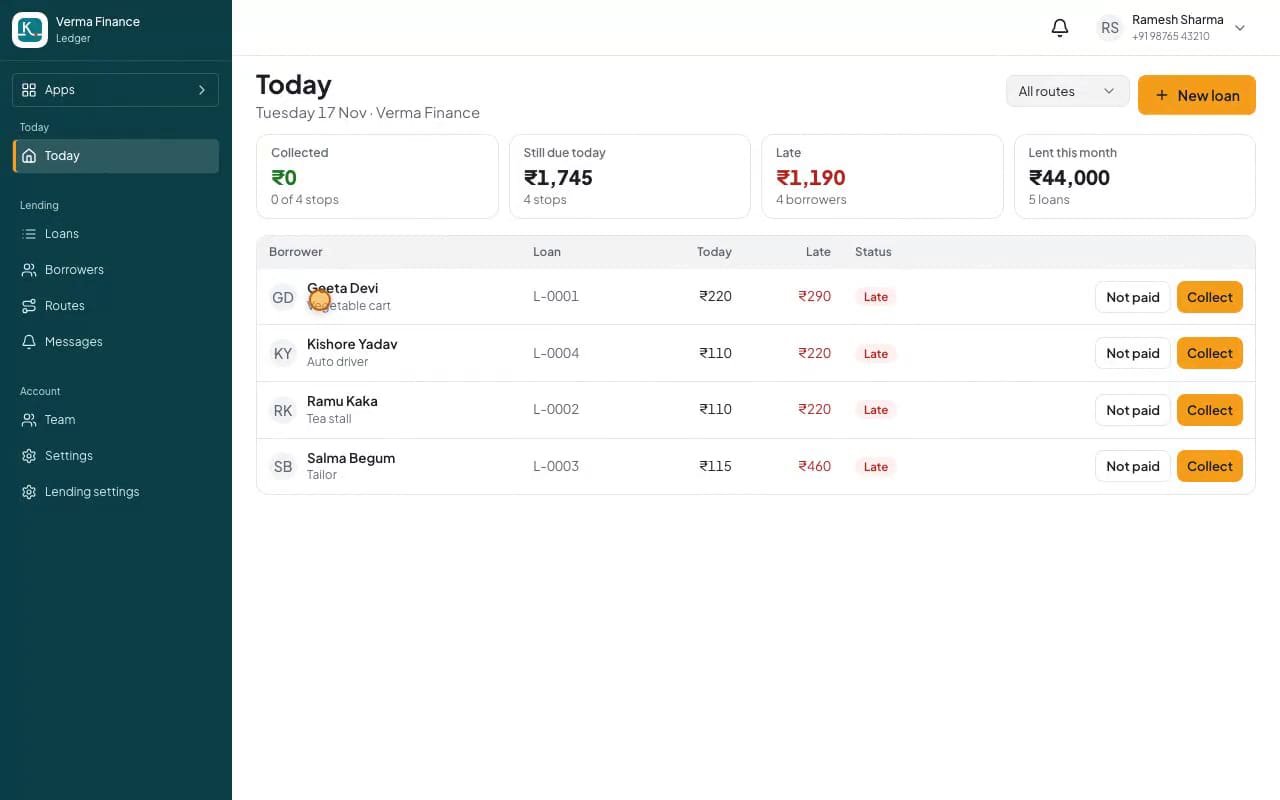 Verma Finance
Ledger
Apps
Today
Today
Lending
Loans
Borrowers
Routes
Messages
Account
Team
Settings
Lending settings
RS
Ramesh Sharma
+91 98765 43210
Today
Tuesday 17 Nov · Verma Finance
All routes
+ New loan
Collected
₹0
0 of 4 stops
Still due today
₹1,745
4 stops
Late
₹1,190
4 borrowers
Lent this month
₹44,000
5 loans
Borrower Loan Today Late Status
GD Geeta Devi L-0001 ₹220 ₹290 Late Not paid Collect
Vegetable cart
KY Kishore Yadav L-0004 ₹110 ₹220 Late Not paid Collect
Auto driver
RK Ramu Kaka L-0002 ₹110 ₹220 Late Not paid Collect
Tea stall
SB Salma Begum L-0003 ₹115 ₹460 Late Not paid Collect
Tailor